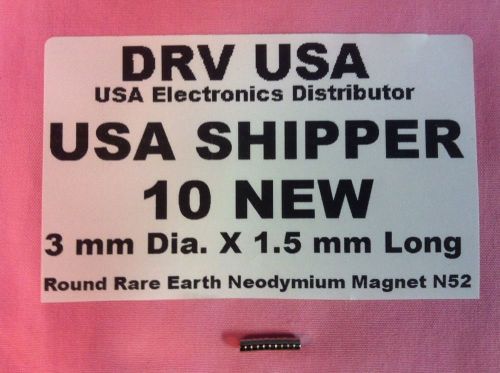 DRV USA
USA Electronics Distributor
USA SHIPPER
10 NEW
3 mm Dia. X 1.5 mm Long
Round Rare Earth Neodymium Magnet N52